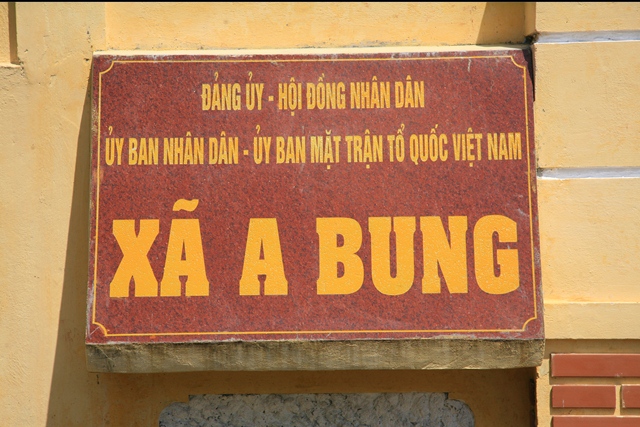 ĐẢNG ỦY - HỘI ĐỒNG NHÂN DÂN
ỦY BAN NHÂN DÂN - ỦY BAN MẶT TRẬN TỔ QUỐC VIỆT NAM
XÃ A BUNG